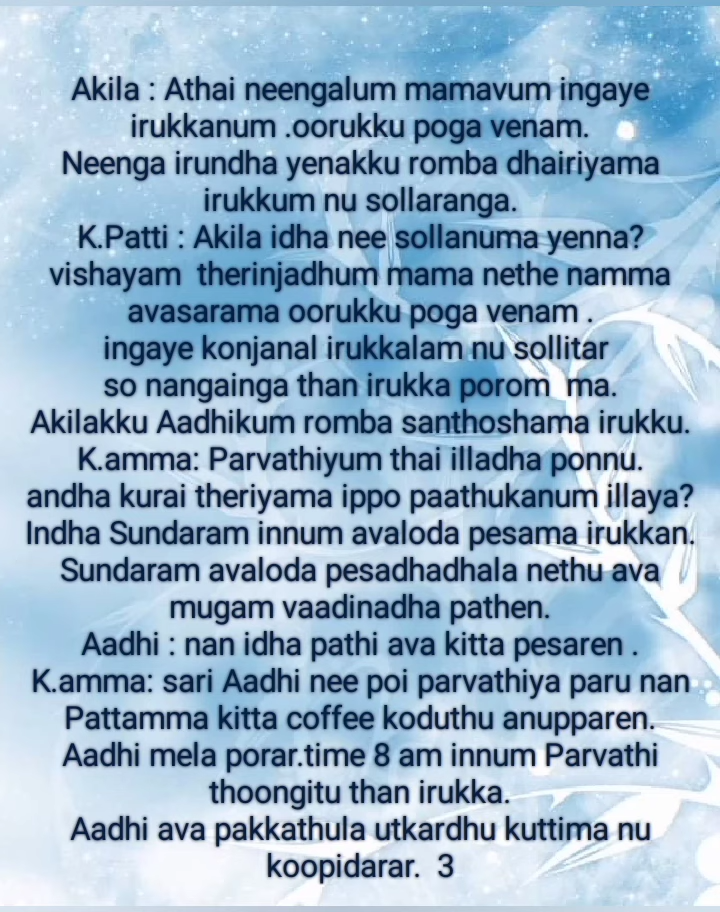 Akila : Athai neengalum mamavum ingaye
irukkanum .oorukku poga venam.
Neenga irundha yenakku romba dhairiyama
irukkum nu sollaranga.
K.Patti : Akila idha nee sollanuma yenna?
vishayam therinjadhum mama nethe namma
avasarama oorukku poga venam .
ingaye konjanal irukkalam nu sollitar
so nangainga than irukka porom ma.
Akilakku Aadhikum romba santhoshama irukku.
K.amma: Parvathiyum thai illadha ponnu.
andha kurai theriyama ippo paathukanum illaya?
Indha Sundaram innum avaloda pesama irukkan.
Sundaram avaloda pesadhadhala nethu ava
mugam vaadinadha pathen.
Aadhi : nan idha pathi ava kitta pesaren .
K.amma: sari Aadhi nee poi parvathiya paru nan
Pattamma kitta coffee koduthu anupparen.
Aadhi mela porar.time 8 am innum Parvathi
thoongitu than irukka.
Aadhi ava pakkathula utkardhu kuttima nu
koopidarar. 3